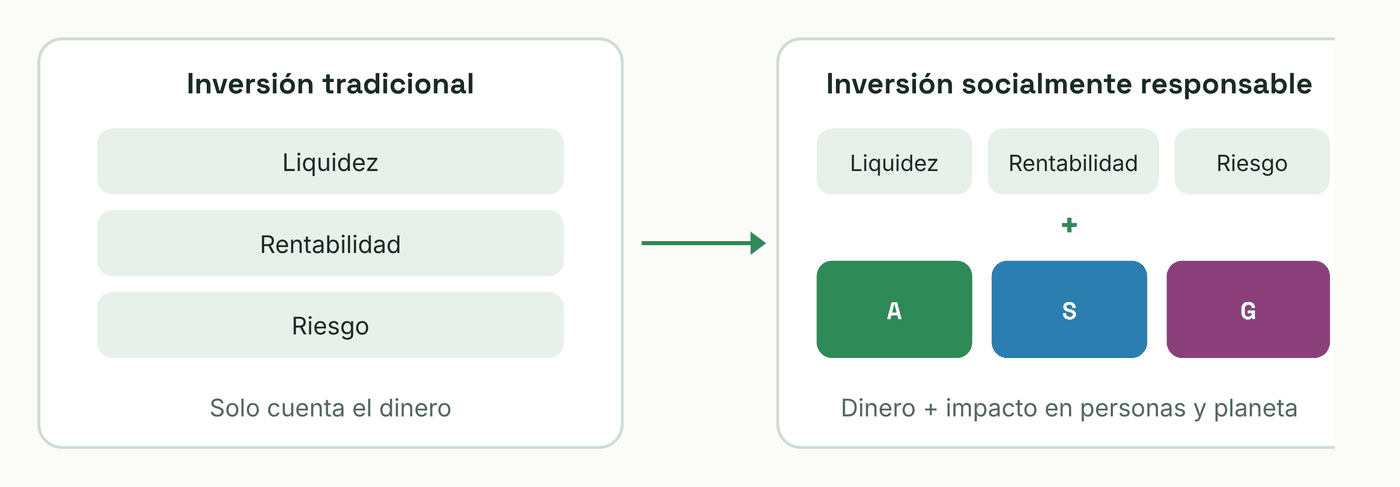 Inversión tradicional
Liquidez
Rentabilidad
Riesgo
Solo cuenta el dinero
Inversión socialmente responsable
Liquidez Rentabilidad Riesgo
+
A S G
Dinero + impacto en personas y planeta